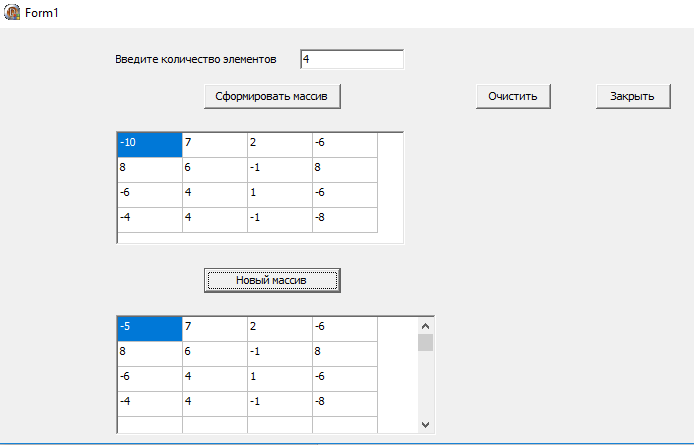 Form1
Введите количество элементов 4
Сформировать массив Очистить Закрыть
-10 7 2 -6
8 6 -1 8
-6 4 1 -6
-4 4 -1 -8
Новый массив
-5 7 2 -6
8 6 -1 8
-6 4 1 -6
-4 4 -1 -8